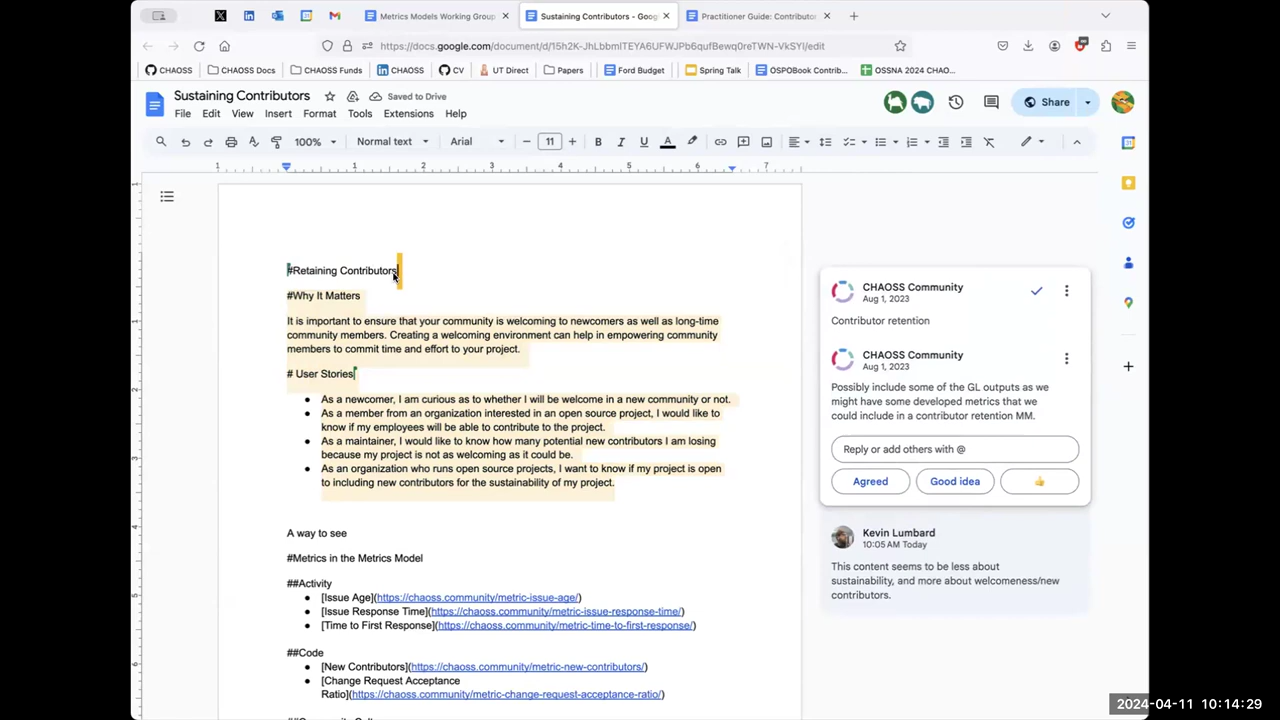 Metrics Models Working Group
Sustaining Contributors - Goog
Practitioner Guide: Contributor
https://docs.google.com/document/d/15h2K-JhLbbmITEYA6UFWJPb6qufBewq0reTWN-VkSYI/edit
CHAOSS
CHAOSS Docs
CHAOSS Funds
CHAOSS
CV
UT Direct
Papers
Ford Budget
Spring Talk
OSPOBook Contrib...
OSSNA 2024 CHAO...
Sustaining Contributors
Saved to Drive
File Edit View Insert Format Tools Extensions Help
Share
100% Normal text Arial 11 B I U A
1 1 2 3 4 5 6 7
#Retaining Contributors
#Why It Matters
It is important to ensure that your community is welcoming to newcomers as well as long-time
community members. Creating a welcoming environment can help in empowering community
members to commit time and effort to your project.
# User Stories
As a newcomer, I am curious as to whether I will be welcome in a new community or not.
As a member from an organization interested in an open source project, I would like to
know if my employees will be able to contribute to the project.
As a maintainer, I would like to know how many potential new contributors I am losing
because my project is not as welcoming as it could be.
As an organization who runs open source projects, I want to know if my project is open
to including new contributors for the sustainability of my project.
A way to see
#Metrics in the Metrics Model
##Activity
[Issue Age](https://chaoss.community/metric-issue-age/)
[Issue Response Time](https://chaoss.community/metric-issue-response-time/)
[Time to First Response](https://chaoss.community/metric-time-to-first-response/)
##Code
[New Contributors](https://chaoss.community/metric-new-contributors/)
[Change Request Acceptance
Ratio](https://chaoss.community/metric-change-request-acceptance-ratio/)
CHAOSS Community
Aug 1, 2023
Contributor retention
CHAOSS Community
Aug 1, 2023
Possibly include some of the GL outputs as we
might have some developed metrics that we
could include in a contributor retention MM.
Reply or add others with @
Agreed
Good idea
Kevin Lumbard
10:05 AM Today
This content seems to be less about
sustainability, and more about welcomeness/new
contributors.
2024-04-11 10:14:29